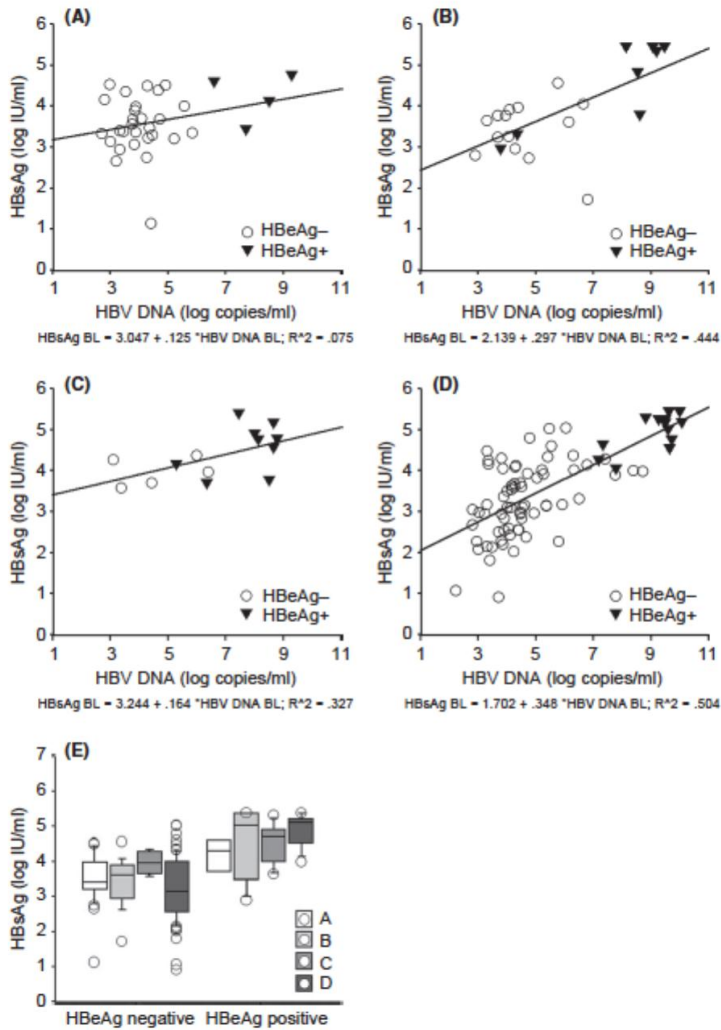 (A)
6
5
4
3
2
1
0
HBsAg (log IU/ml)
HBeAg–
HBeAg+
1 3 5 7 9 11
HBV DNA (log copies/ml)
HBsAg BL = 3.047 + .125 *HBV DNA BL; R^2 = .075
(B)
6
5
4
3
2
1
0
HBsAg (log IU/ml)
HBeAg–
HBeAg+
1 3 5 7 9 11
HBV DNA (log copies/ml)
HBsAg BL = 2.139 + .297 *HBV DNA BL; R^2 = .444
(C)
6
5
4
3
2
1
0
HBsAg (log IU/ml)
HBeAg–
HBeAg+
1 3 5 7 9 11
HBV DNA (log copies/ml)
HBsAg BL = 3.244 + .164 *HBV DNA BL; R^2 = .327
(D)
6
5
4
3
2
1
0
HBsAg (log IU/ml)
HBeAg–
HBeAg+
1 3 5 7 9 11
HBV DNA (log copies/ml)
HBsAg BL = 1.702 + .348 *HBV DNA BL; R^2 = .504
(E)
7
6
5
4
3
2
1
0
HBsAg (log IU/ml)
A
B
C
D
HBeAg negative HBeAg positive